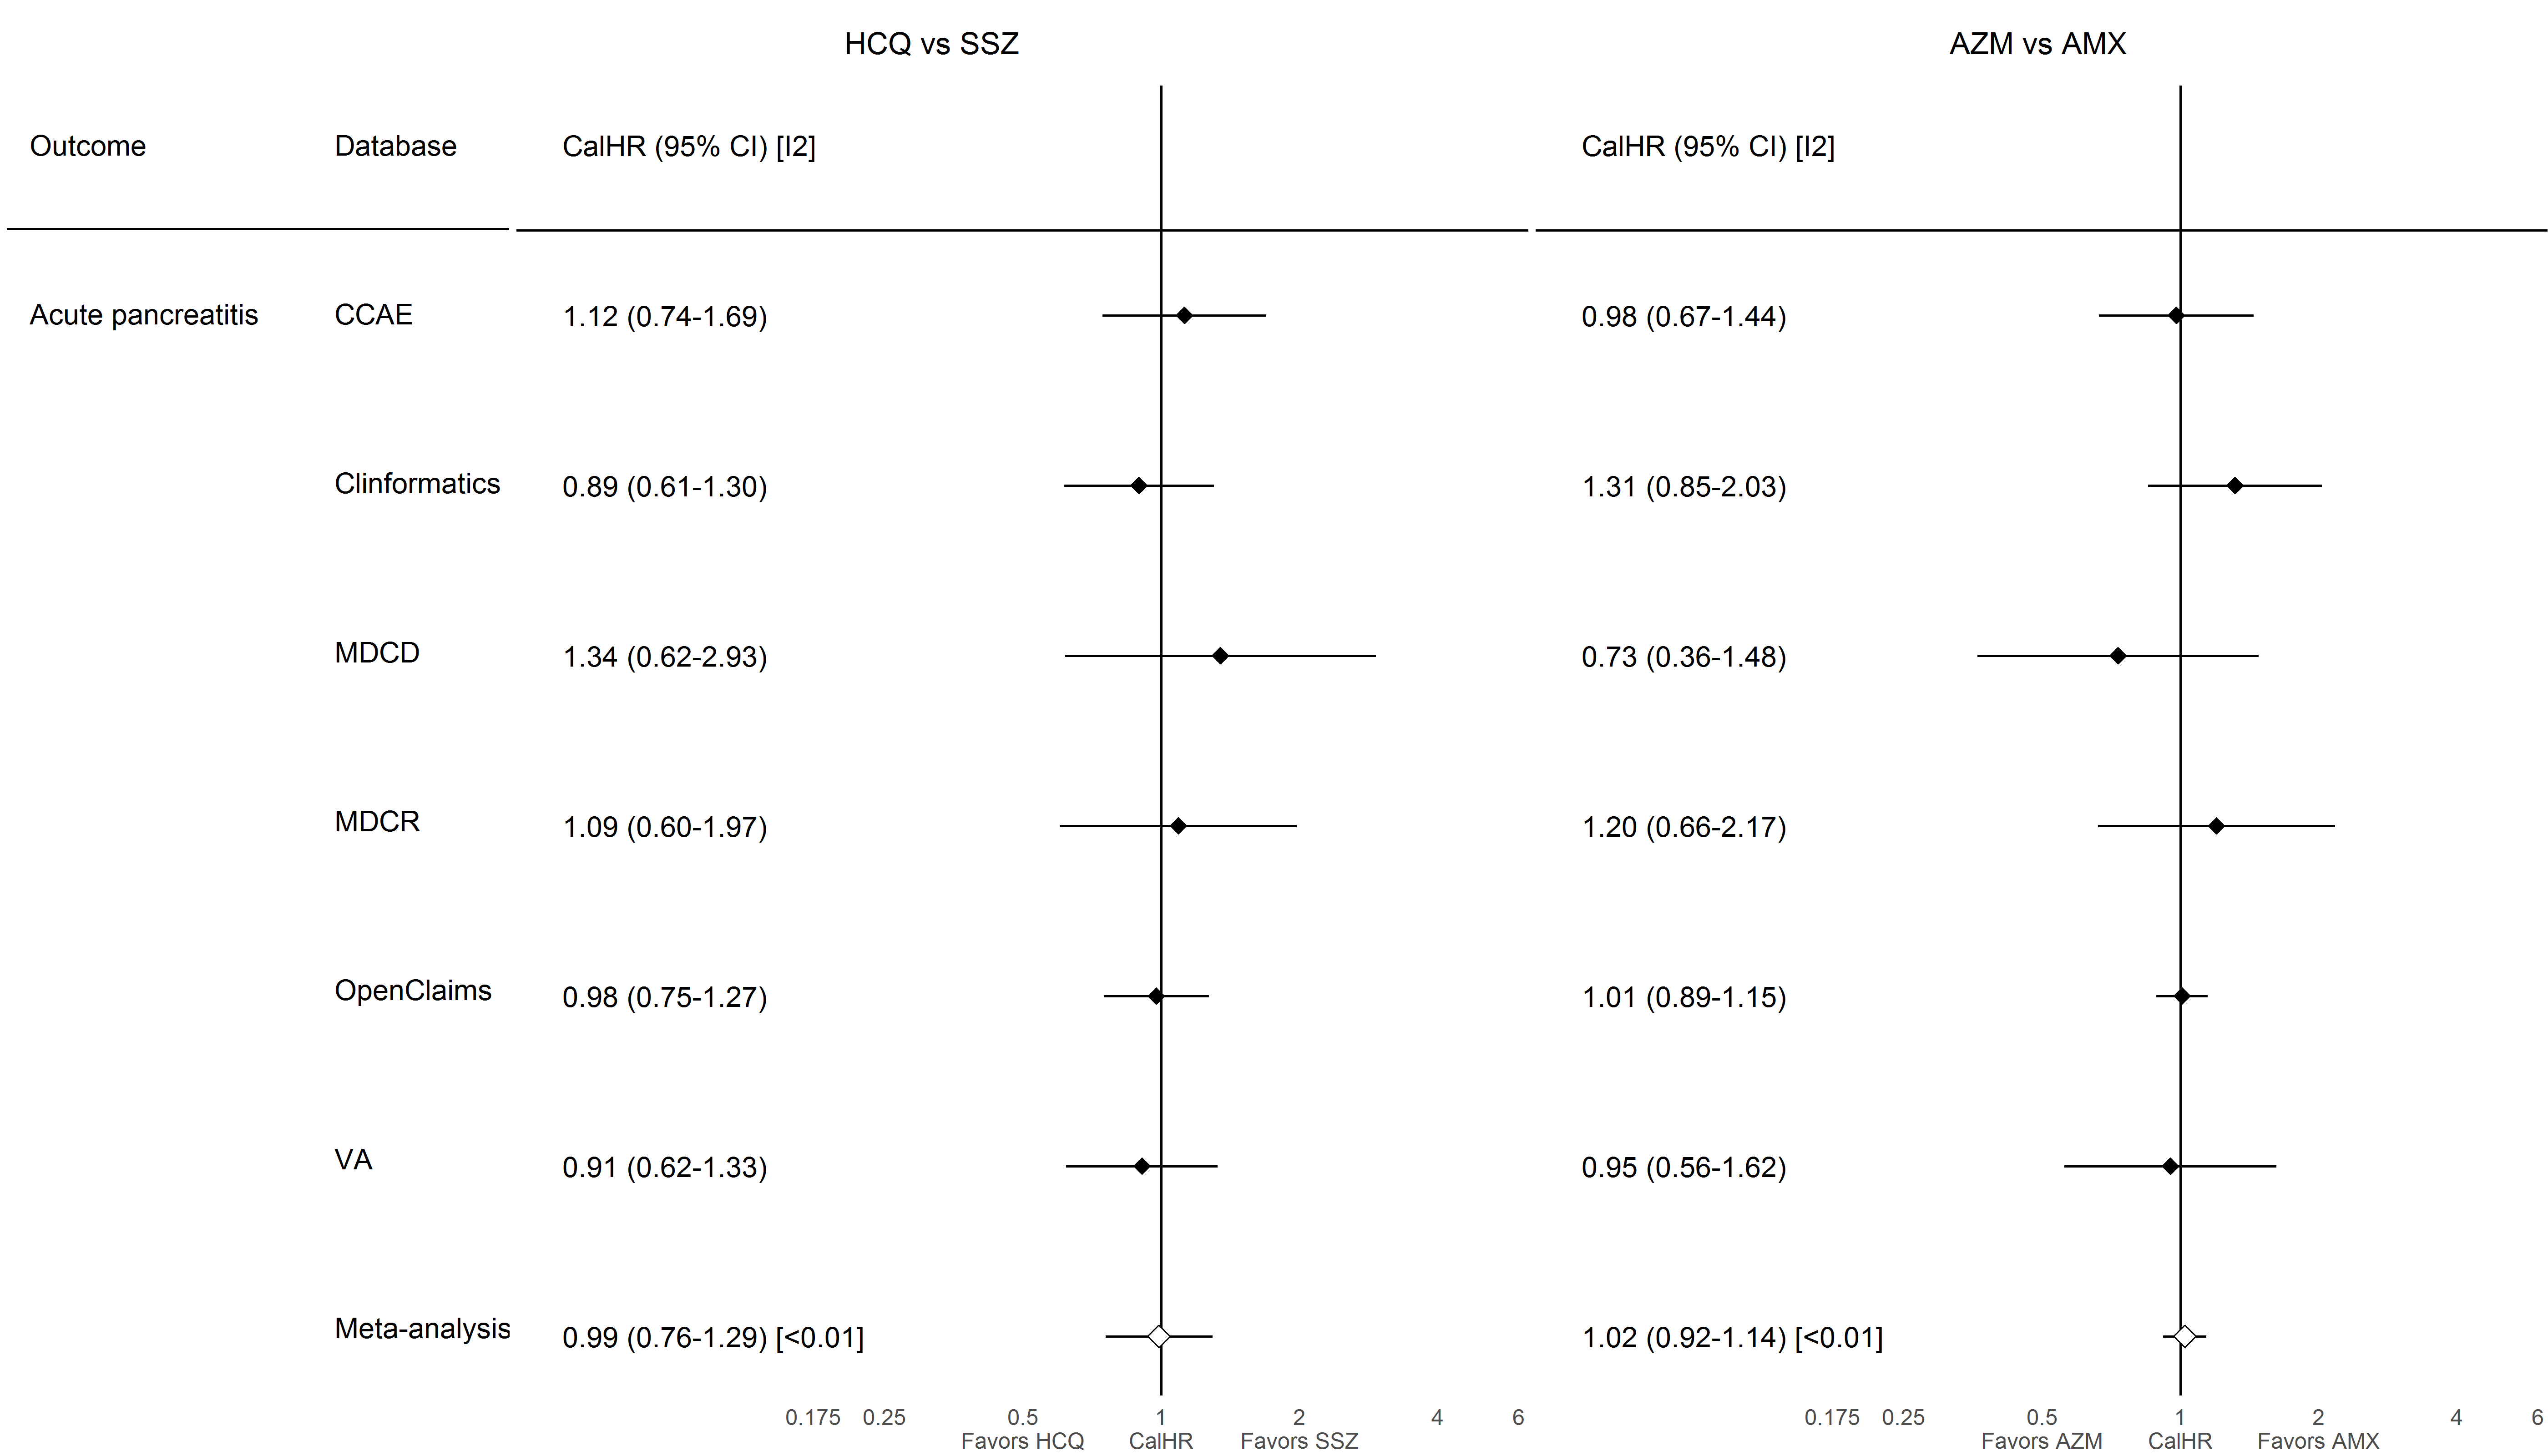 HCQ vs SSZ AZM vs AMX
Outcome Database CalHR (95% CI) [I2] CalHR (95% CI) [I2]
Acute pancreatitis CCAE 1.12 (0.74-1.69) 0.98 (0.67-1.44)
Clinformatics 0.89 (0.61-1.30) 1.31 (0.85-2.03)
MDCD 1.34 (0.62-2.93) 0.73 (0.36-1.48)
MDCR 1.09 (0.60-1.97) 1.20 (0.66-2.17)
OpenClaims 0.98 (0.75-1.27) 1.01 (0.89-1.15)
VA 0.91 (0.62-1.33) 0.95 (0.56-1.62)
Meta-analysis 0.99 (0.76-1.29) [<0.01] 1.02 (0.92-1.14) [<0.01]
0.175 0.25 0.5 1 2 4 6 0.175 0.25 0.5 1 2 4 6
Favors HCQ CalHR Favors SSZ Favors AZM CalHR Favors AMX